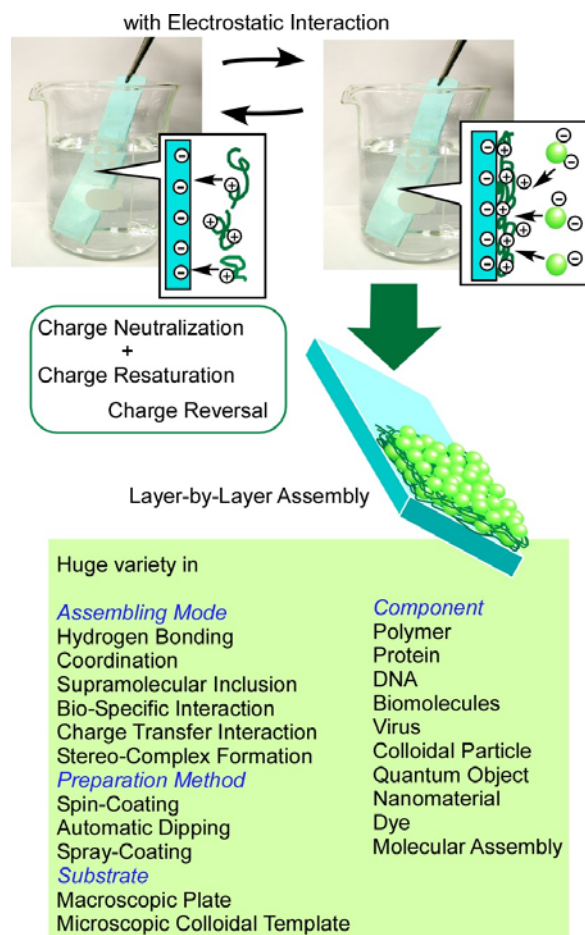 with Electrostatic Interaction
Charge Neutralization
+
Charge Resaturation
Charge Reversal
Layer-by-Layer Assembly
Huge variety in
Assembling Mode
Hydrogen Bonding
Coordination
Supramolecular Inclusion
Bio-Specific Interaction
Charge Transfer Interaction
Stereo-Complex Formation
Preparation Method
Spin-Coating
Automatic Dipping
Spray-Coating
Substrate
Macroscopic Plate
Microscopic Colloidal Template
Component
Polymer
Protein
DNA
Biomolecules
Virus
Colloidal Particle
Quantum Object
Nanomaterial
Dye
Molecular Assembly